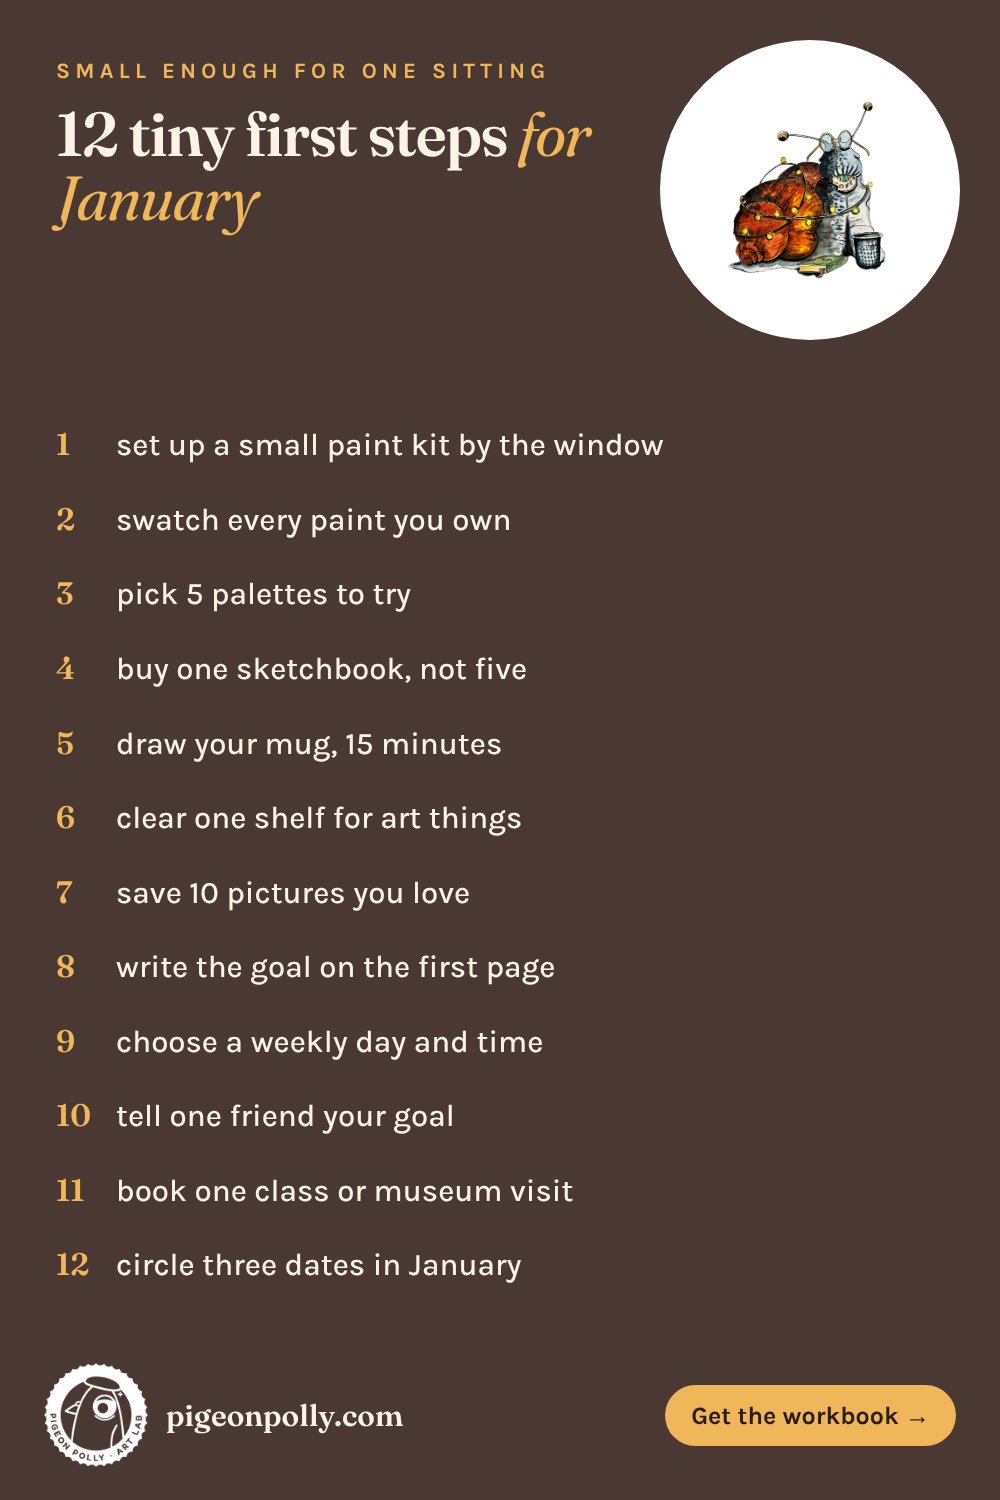 SMALL ENOUGH FOR ONE SITTING
12 tiny first steps for
January
1 set up a small paint kit by the window
2 swatch every paint you own
3 pick 5 palettes to try
4 buy one sketchbook, not five
5 draw your mug, 15 minutes
6 clear one shelf for art things
7 save 10 pictures you love
8 write the goal on the first page
9 choose a weekly day and time
10 tell one friend your goal
11 book one class or museum visit
12 circle three dates in January
PIGEON POLLY · ART LAB
pigeonpolly.com
Get the workbook →